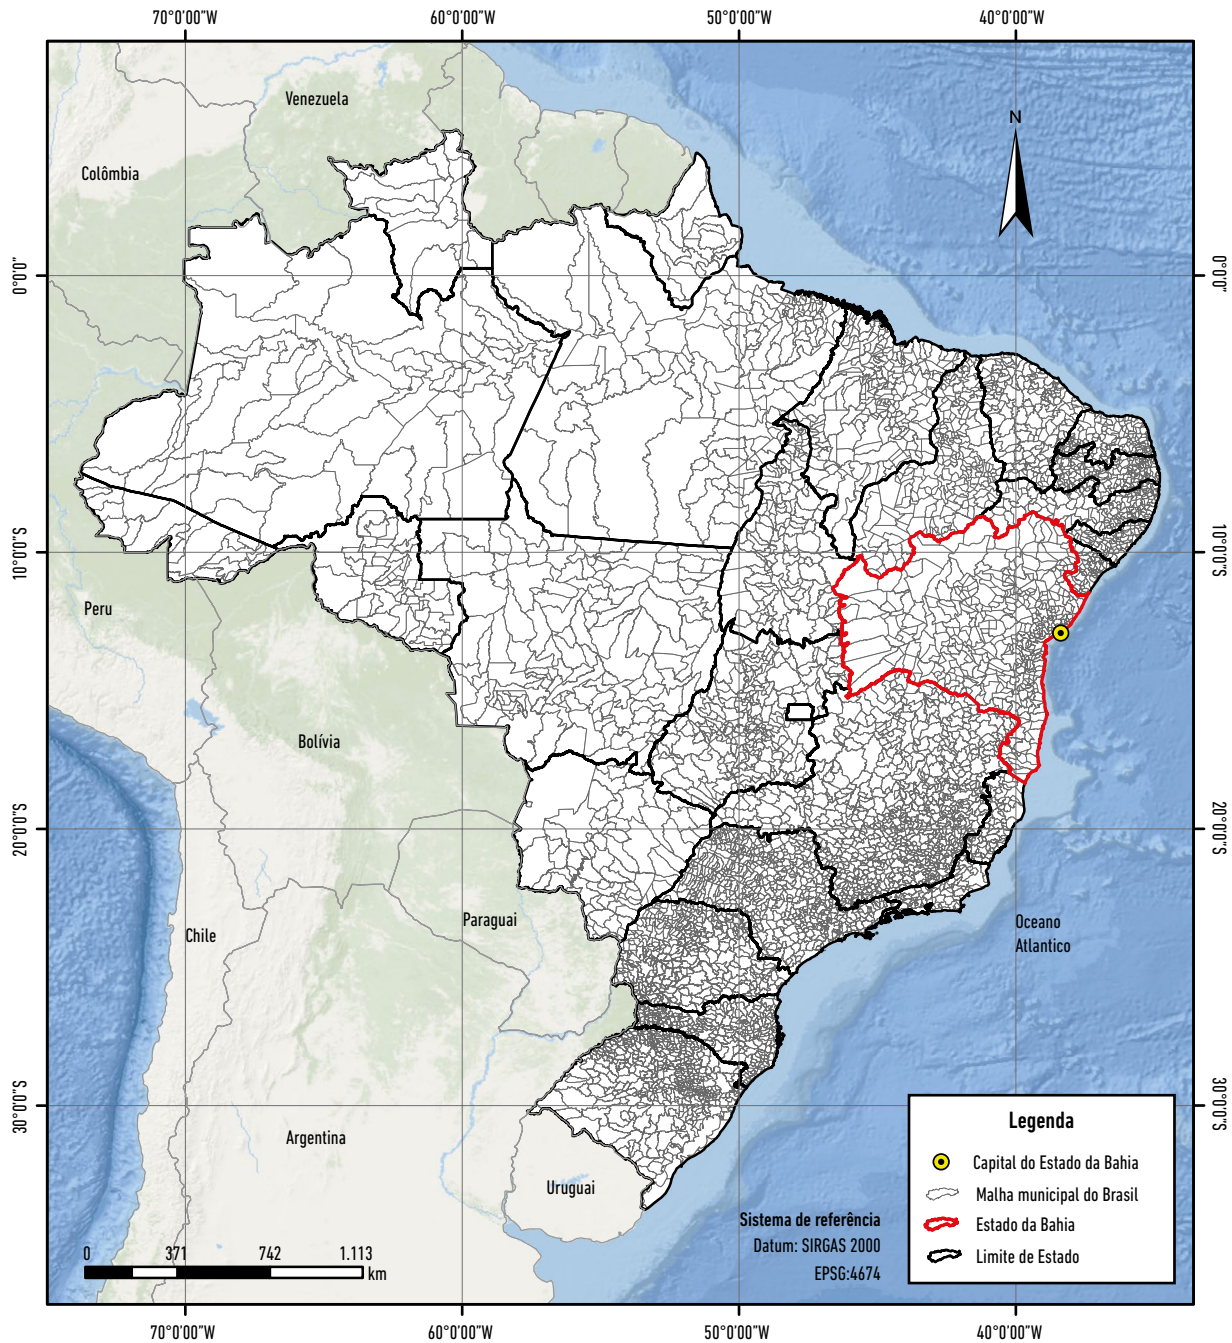 70°0'0"W 60°0'0"W 50°0'0"W 40°0'0"W
Venezuela
N
Colômbia
0°0'0" 0°0'0"
10°0'0"S 10°0'0"S
Peru
Bolívia
20°0'0"S 20°0'0"S
Paraguai
Chile
Oceano
Atlantico
30°0'0"S 30°0'0"S
Argentina
Uruguai
Legenda
Capital do Estado da Bahia
Malha municipal do Brasil
Estado da Bahia
Limite de Estado
Sistema de referência
Datum: SIRGAS 2000
EPSG:4674
0 371 742 1.113
km
70°0'0"W 60°0'0"W 50°0'0"W 40°0'0"W